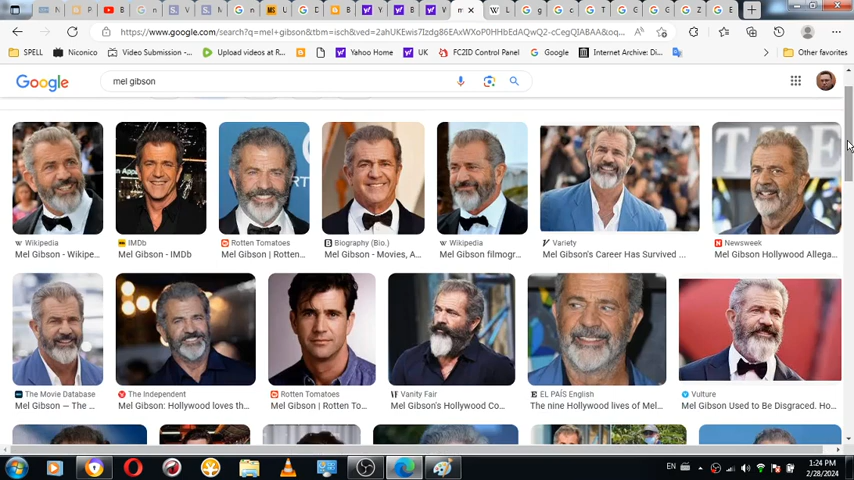 https://www.google.com/search?q=mel+gibson&tbm=isch&ved=2ahUKEwis7Izdg86EAxWXoP0HHbEdAQwQ2-cCegQIABAA&oq...
SPELL Niconico Video Submission -... Upload videos at R... Yahoo Home UK FC2ID Control Panel Google Internet Archive: Di... Other favorites
Google mel gibson
Wikipedia IMDb Rotten Tomatoes Biography (Bio.) Wikipedia Variety Newsweek
Mel Gibson - Wikipe... Mel Gibson - IMDb Mel Gibson | Rotten... Mel Gibson - Movies, A... Mel Gibson filmogr... Mel Gibson's Career Has Survived ... Mel Gibson Hollywood Allega...
The Movie Database The Independent Rotten Tomatoes Vanity Fair EL PAÍS English Vulture
Mel Gibson — The ... Mel Gibson: Hollywood loves th... Mel Gibson | Rotten To... Mel Gibson's Hollywood Co... The nine Hollywood lives of Mel... Mel Gibson Used to Be Disgraced. Ho...
EN 1:24 PM
2/28/2024